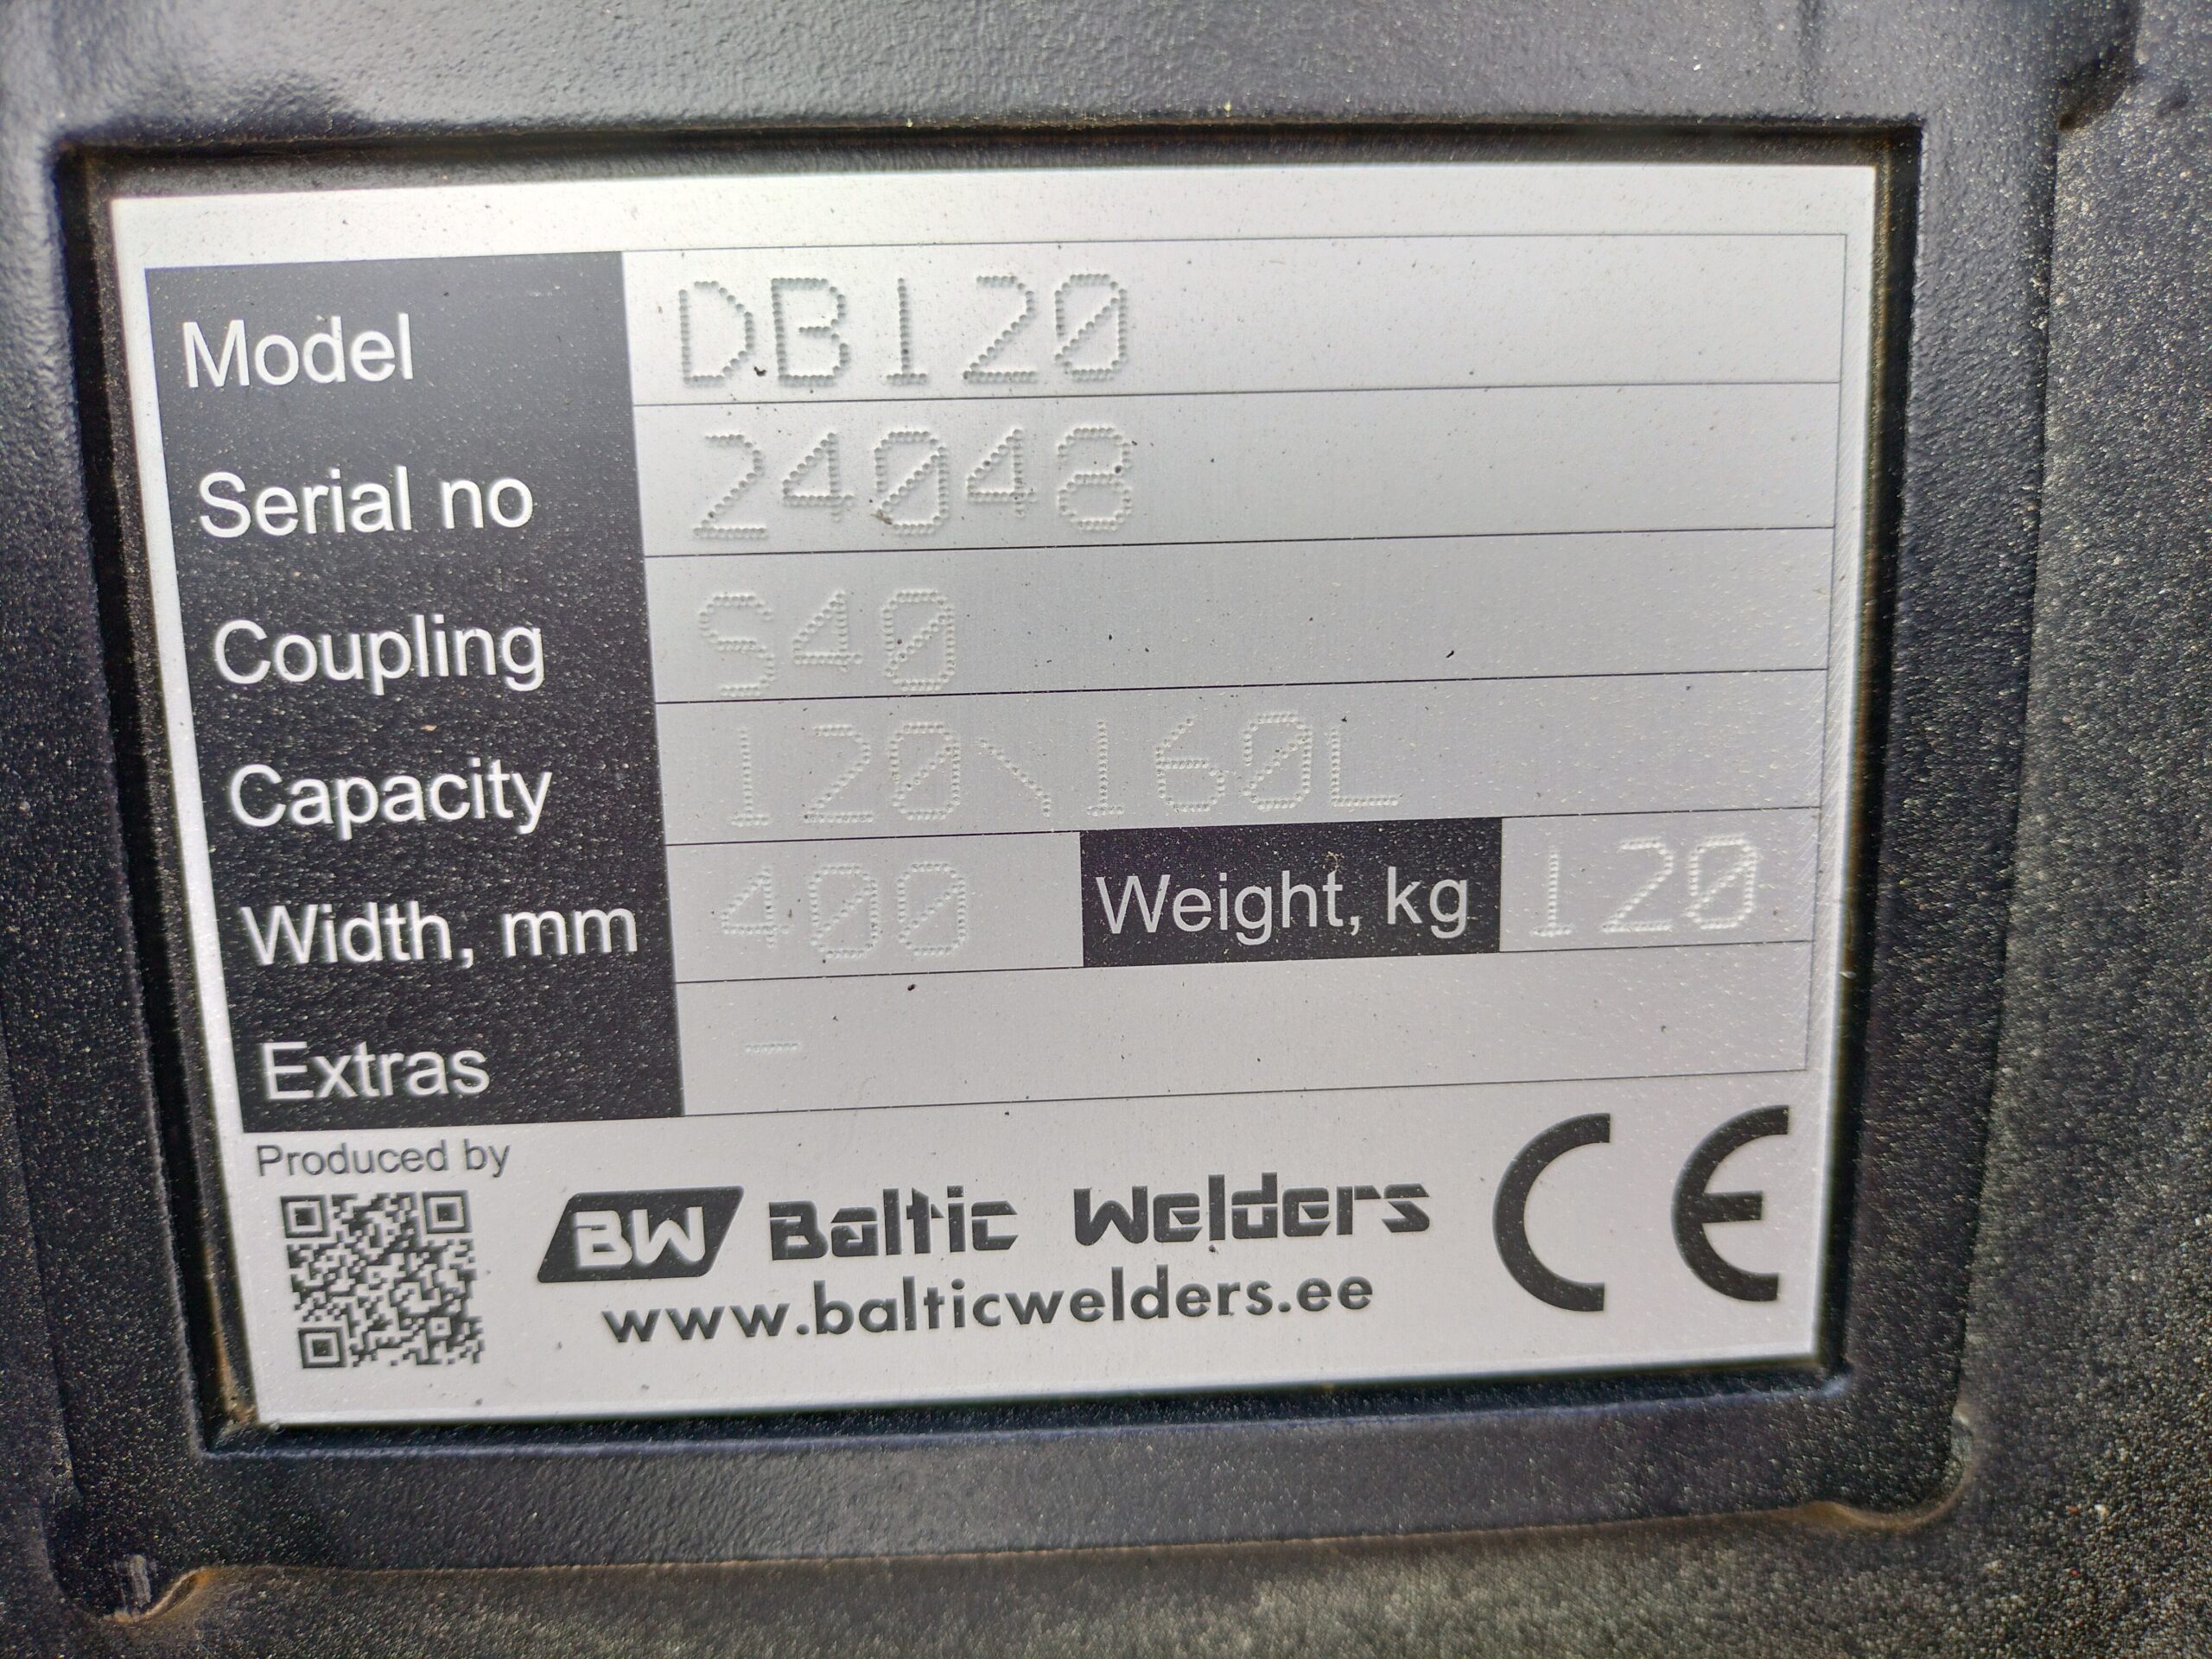 Model DB120
Serial no 24048
Coupling S40
Capacity 120\160L
Width, mm 400 Weight, kg 120
Extras -
Produced by
BW Baltic Welders CE
www.balticwelders.ee